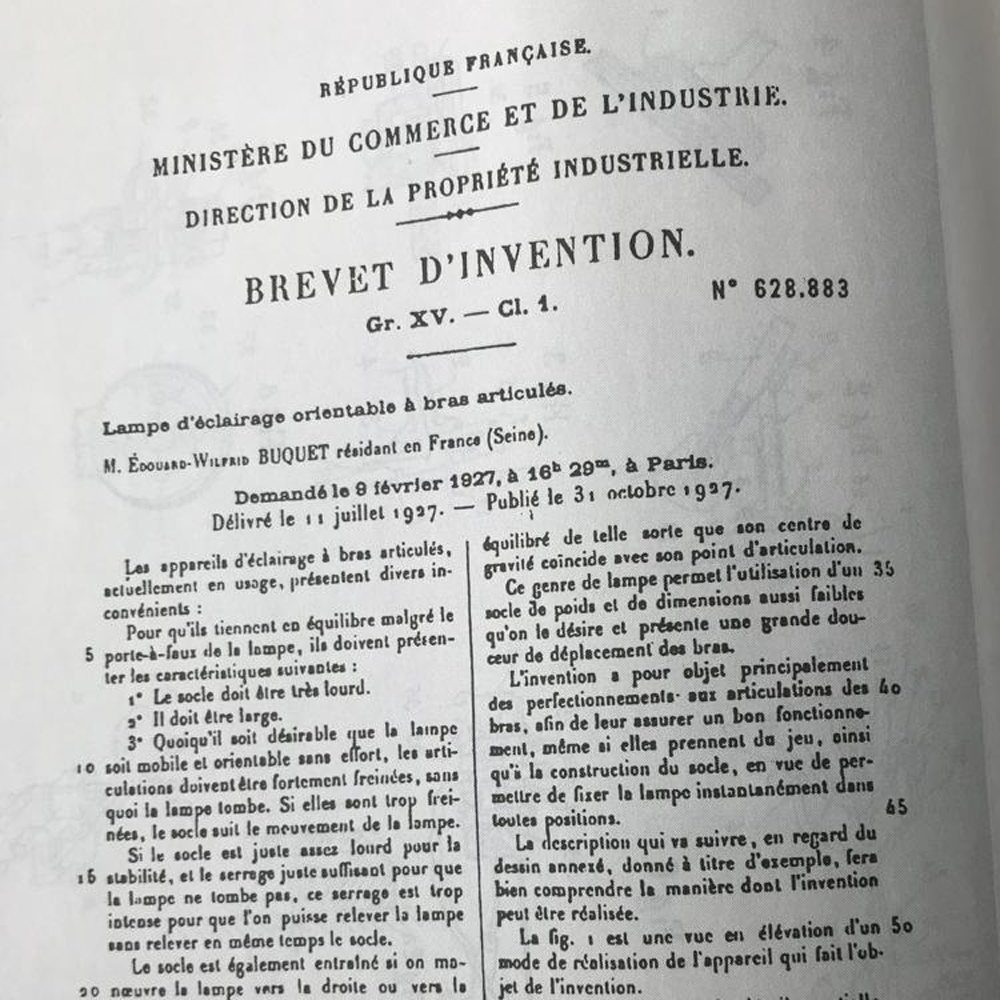 RÉPUBLIQUE FRANÇAISE.
MINISTÈRE DU COMMERCE ET DE L'INDUSTRIE.
DIRECTION DE LA PROPRIÉTÉ INDUSTRIELLE.
BREVET D'INVENTION.
Gr. XV. — Cl. 1.
N° 628.883
Lampe d'éclairage orientable à bras articulés.
M. Édouard-Wilfrid BUQUET résidant en France (Seine).
Demandé le 9 février 1927, à 16h 29m, à Paris.
Délivré le 11 juillet 1927. — Publié le 31 octobre 1927.
Les appareils d'éclairage à bras articulés,
actuellement en usage, présentent divers in-
convénients :
Pour qu'ils tiennent en équilibre malgré le
5 porte-à-faux de la lampe, ils doivent présen-
ter les caractéristiques suivantes :
1° Le socle doit être très lourd.
2° Il doit être large.
3° Quoiqu'il soit désirable que la lampe
10 soit mobile et orientable sans effort, les arti-
culations doivent être fortement freinées, sans
quoi la lampe tombe. Si elles sont trop frei-
nées, le socle suit le mouvement de la lampe.
Si le socle est juste assez lourd pour la
15 stabilité, et le serrage juste suffisant pour que
la lampe ne tombe pas, ce serrage est trop
intense pour que l'on puisse relever la lampe
sans relever en même temps le socle.
Le socle est également entraîné si on ma-
20 nœuvre la lampe vers la droite ou vers la
équilibré de telle sorte que son centre de
gravité coïncide avec son point d'articulation.
Ce genre de lampe permet l'utilisation d'un 35
socle de poids et de dimensions aussi faibles
qu'on le désire et présente une grande dou-
ceur de déplacement des bras.
L'invention a pour objet principalement
des perfectionnements aux articulations des 40
bras, afin de leur assurer un bon fonctionne-
ment, même si elles prennent du jeu, ainsi
qu'à la construction du socle, en vue de per-
mettre de fixer la lampe instantanément dans
toutes positions. 45
La description qui va suivre, en regard du
dessin annexé, donné à titre d'exemple, fera
bien comprendre la manière dont l'invention
peut être réalisée.
La fig. 1 est une vue en élévation d'un 50
mode de réalisation de l'appareil qui fait l'ob-
jet de l'invention.